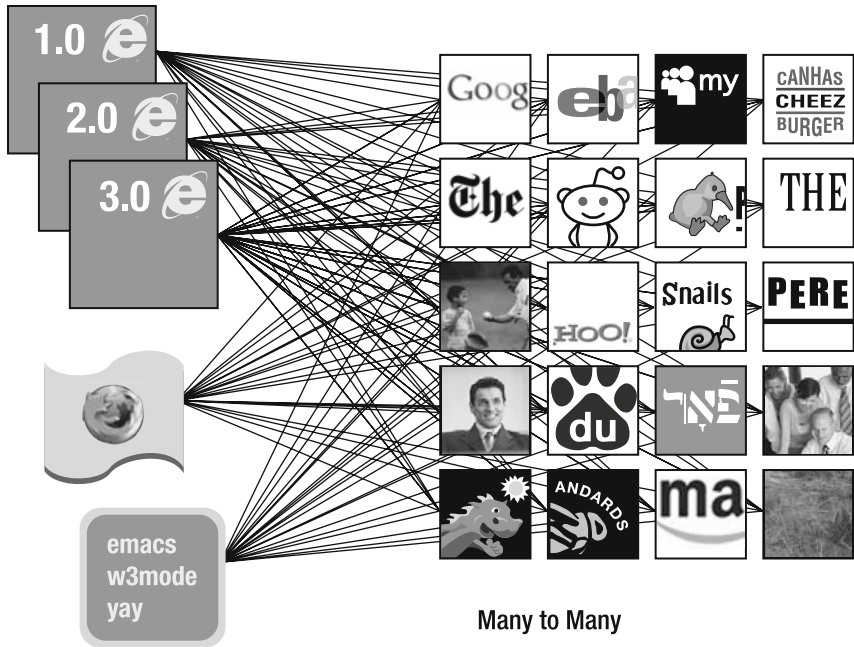 1.0
2.0
3.0
emacs
w3mode
yay
Goog
eba
my
CANHAS
CHEEZ
BURGER
The
THE
HOO!
Snails
PERE
du
ANDARDS
ma
Many to Many